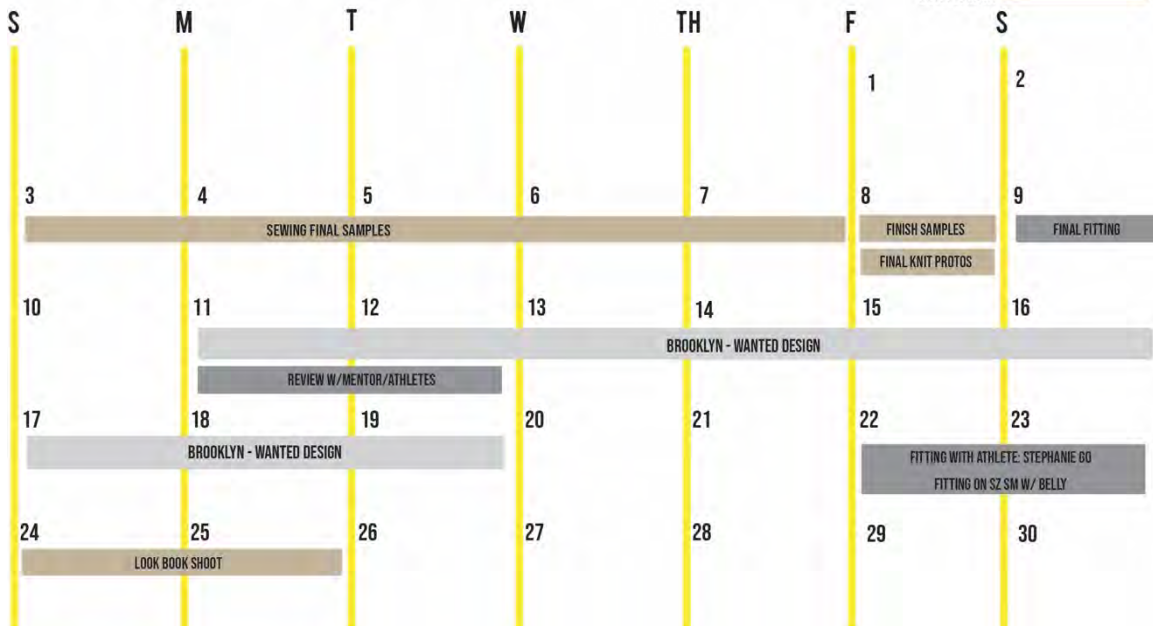 S M T W TH F S
1 2
3 4 5 6 7 8 9
SEWING FINAL SAMPLES FINISH SAMPLES FINAL FITTING
FINAL KNIT PROTOS
10 11 12 13 14 15 16
BROOKLYN - WANTED DESIGN
REVIEW W/MENTOR/ATHLETES
17 18 19 20 21 22 23
BROOKLYN - WANTED DESIGN
FITTING WITH ATHLETE: STEPHANIE GO
FITTING ON SZ SM W/ BELLY
24 25 26 27 28 29 30
LOOK BOOK SHOOT